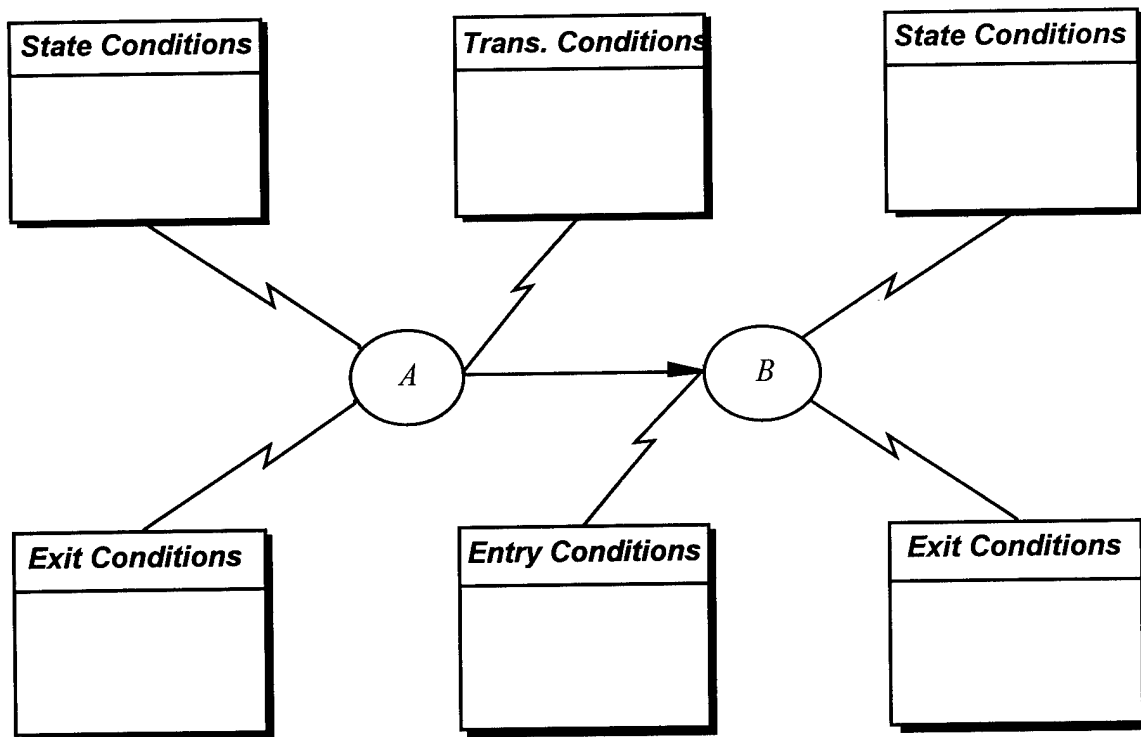 State Conditions
Trans. Conditions
State Conditions
A
B
Exit Conditions
Entry Conditions
Exit Conditions